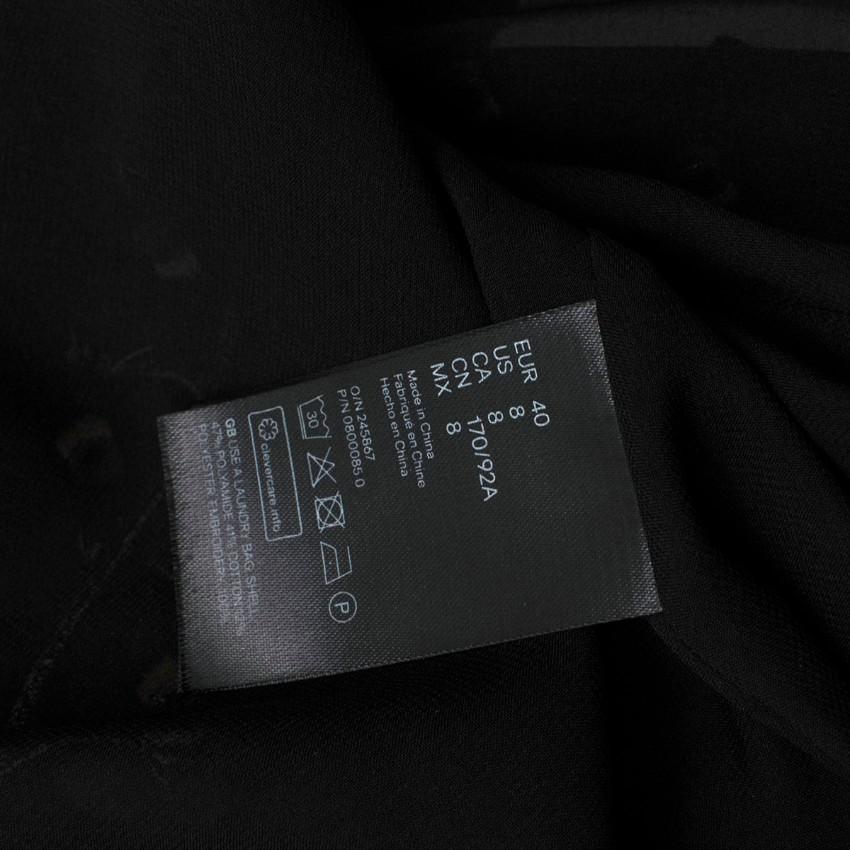 EUR 40
US 8
CA 8
CN 170/92A
MX 8
Made in China
Fabriqué en Chine
Hecho en China
O/N 245867
P/N 0800085.0
30
P
clevercare.info
GB USE A LAUNDRY BAG SHELL
47% POLYAMIDE 41% COTTON
POLYESTER EMBROIDERY 100%